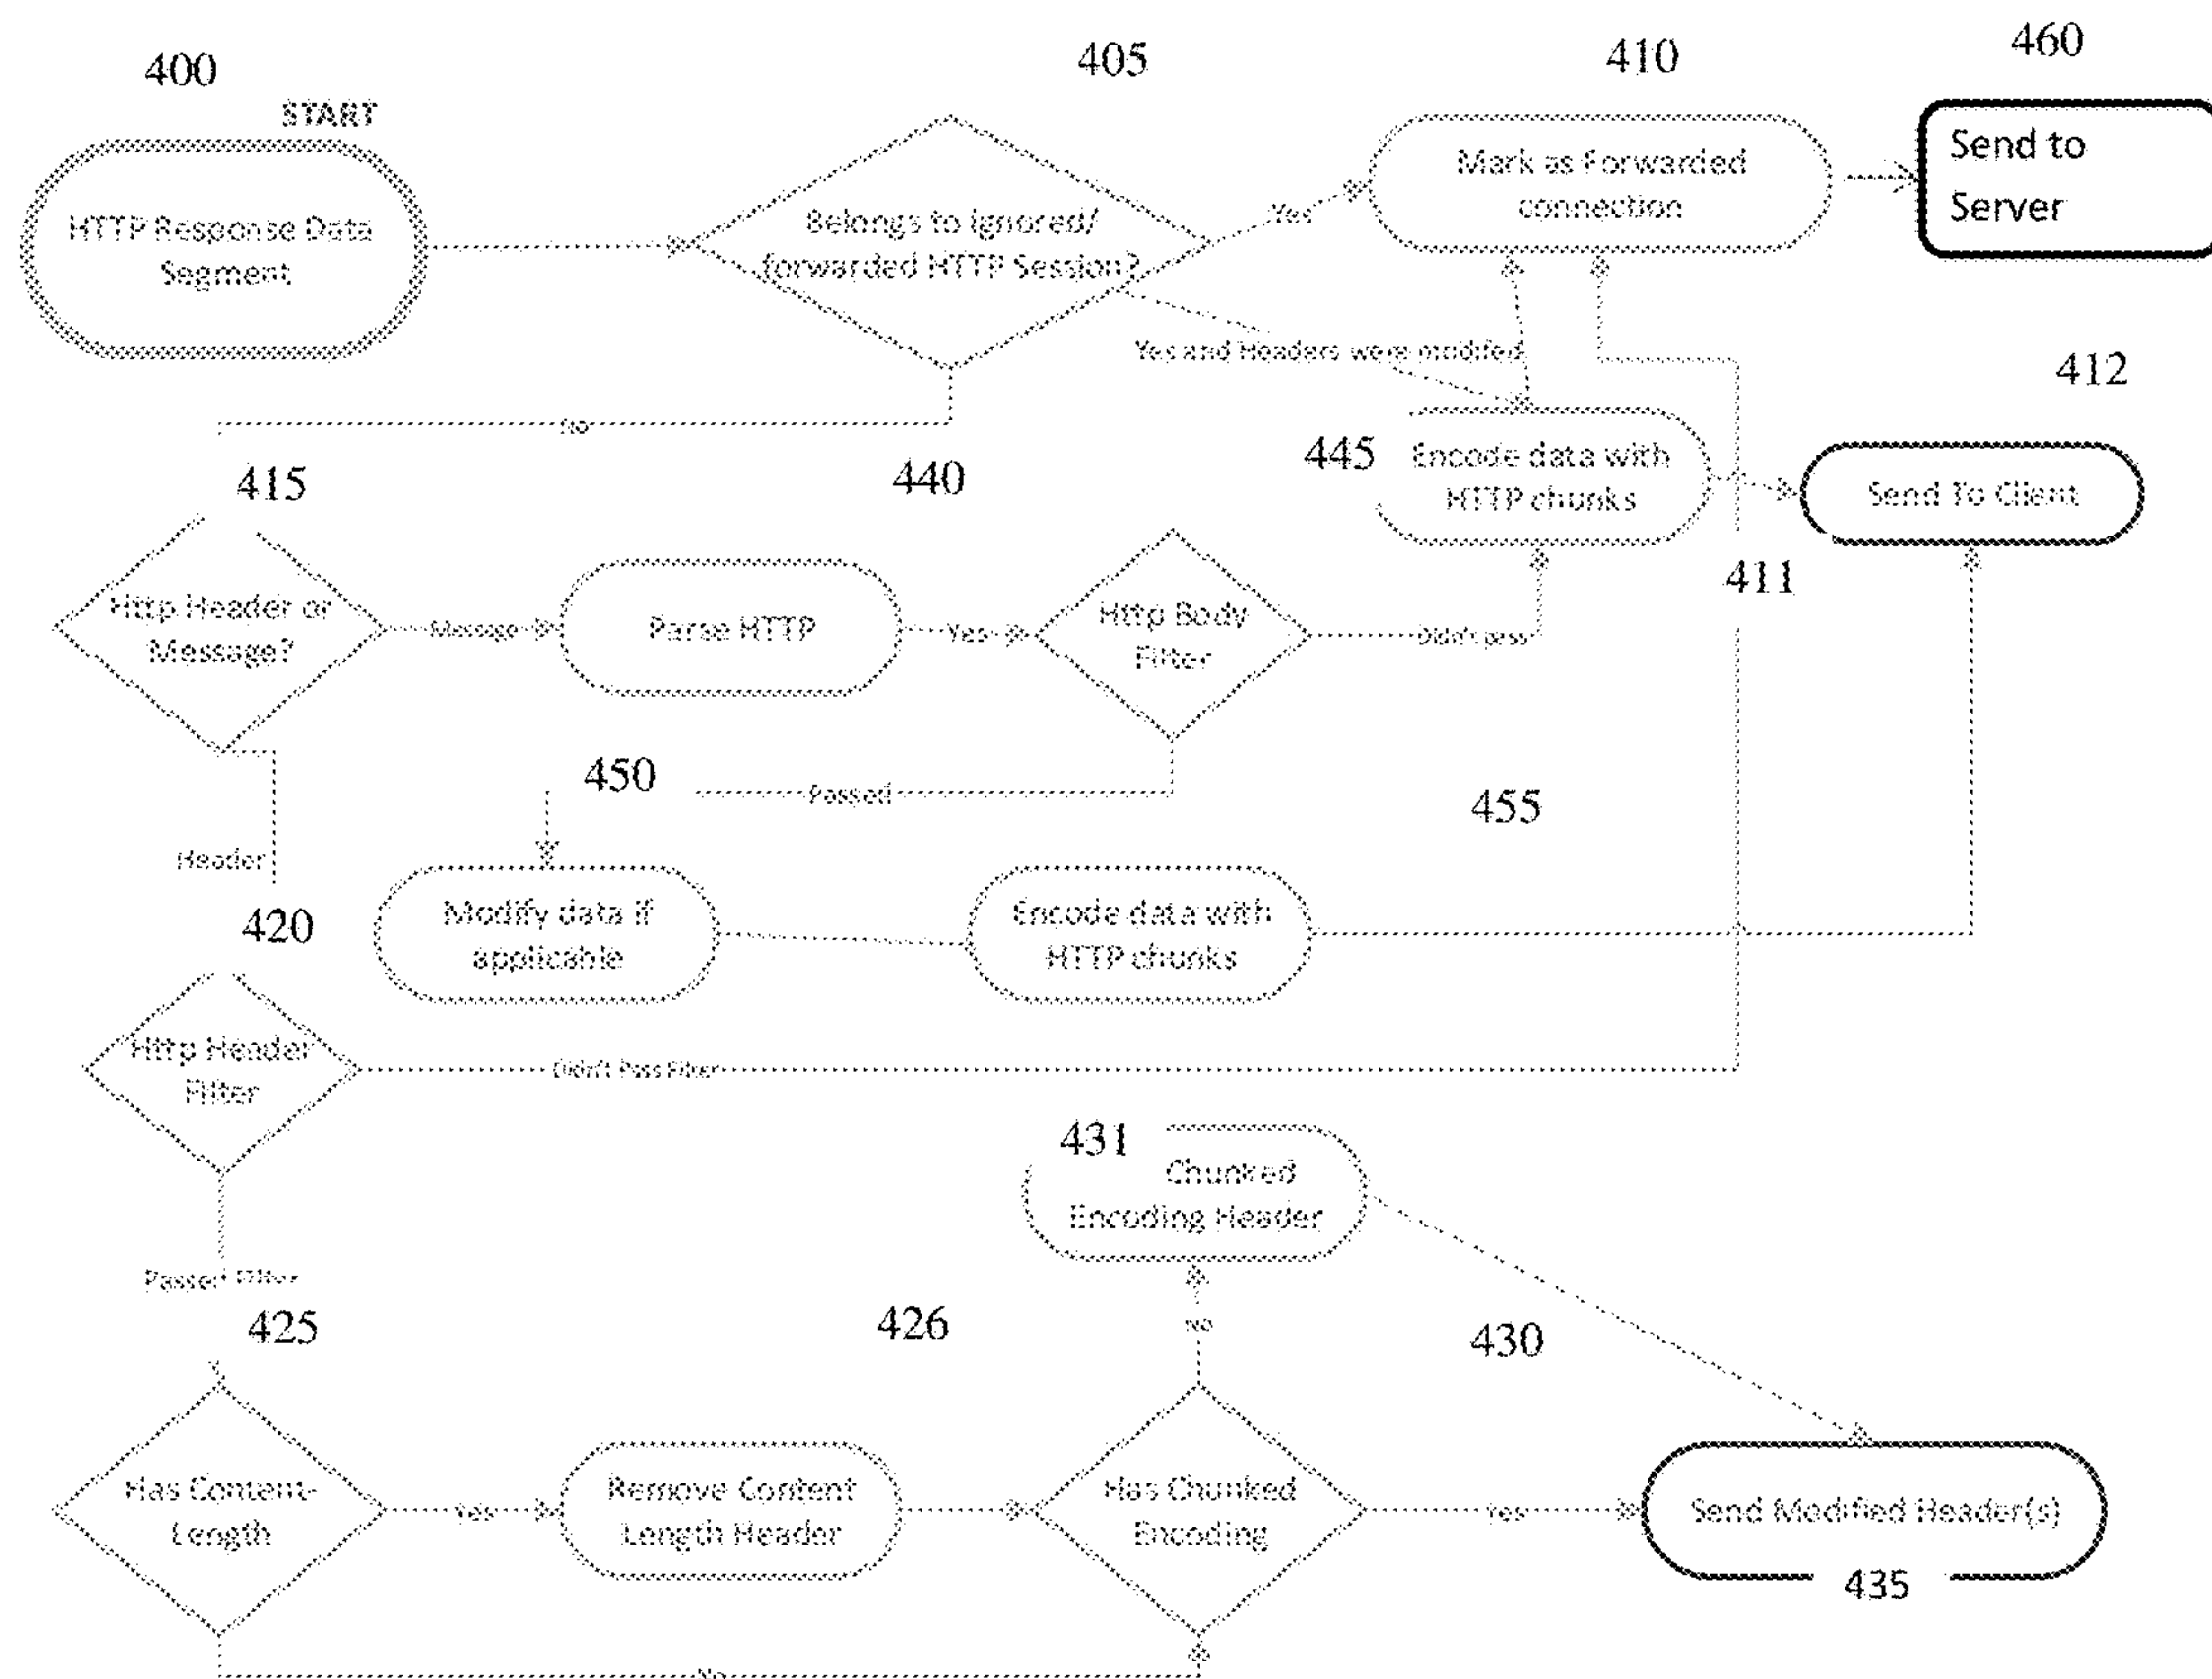 400
405
410
460
START
HTTP Response Data
Segment
Belongs to ignored/
forwarded HTTP Session?
Yes
Mark as Forwarded
connection
Send to
Server
Yes and Headers were modifed
412
No
415
440
445
Encode data with
HTTP chunks
Send To Client
411
Http Header or
Message?
Message
Parse HTTP
Yes
Http Body
Filter
Didn't pass
450
Passed
455
Header
420
Modify data if
applicable
Encode data with
HTTP chunks
Http Header
Filter
Didn't Pass Filter
431
Chunked
Encoding Header
Passed Filter
425
426
No
430
Has Content-
Length
Yes
Remove Content
Length Header
Has Chunked
Encoding
Yes
Send Modified Header(s)
435
No